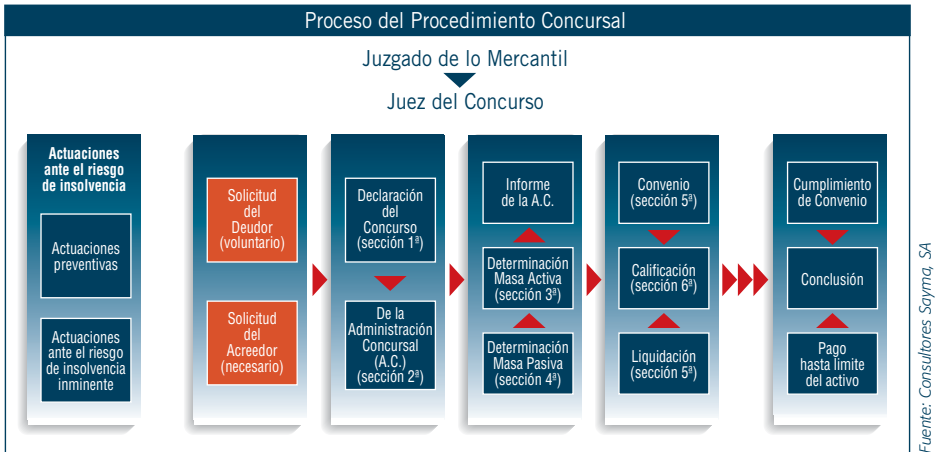 Proceso del Procedimiento Concursal
Juzgado de lo Mercantil
Juez del Concurso
Actuaciones
ante el riesgo
de insolvencia
Actuaciones
preventivas
Actuaciones
ante el riesgo
de insolvencia
inminente
Solicitud
del
Deudor
(voluntario)
Solicitud
del
Acreedor
(necesario)
Declaración
del
Concurso
(sección 1ª)
De la
Administración
Concursal
(A.C.)
(sección 2ª)
Informe
de la A.C.
Determinación
Masa Activa
(sección 3ª)
Determinación
Masa Pasiva
(sección 4ª)
Convenio
(sección 5ª)
Calificación
(sección 6ª)
Liquidación
(sección 5ª)
Cumplimiento
de Convenio
Conclusión
Pago
hasta limite
del activo
Fuente: Consultores Sayma, SA